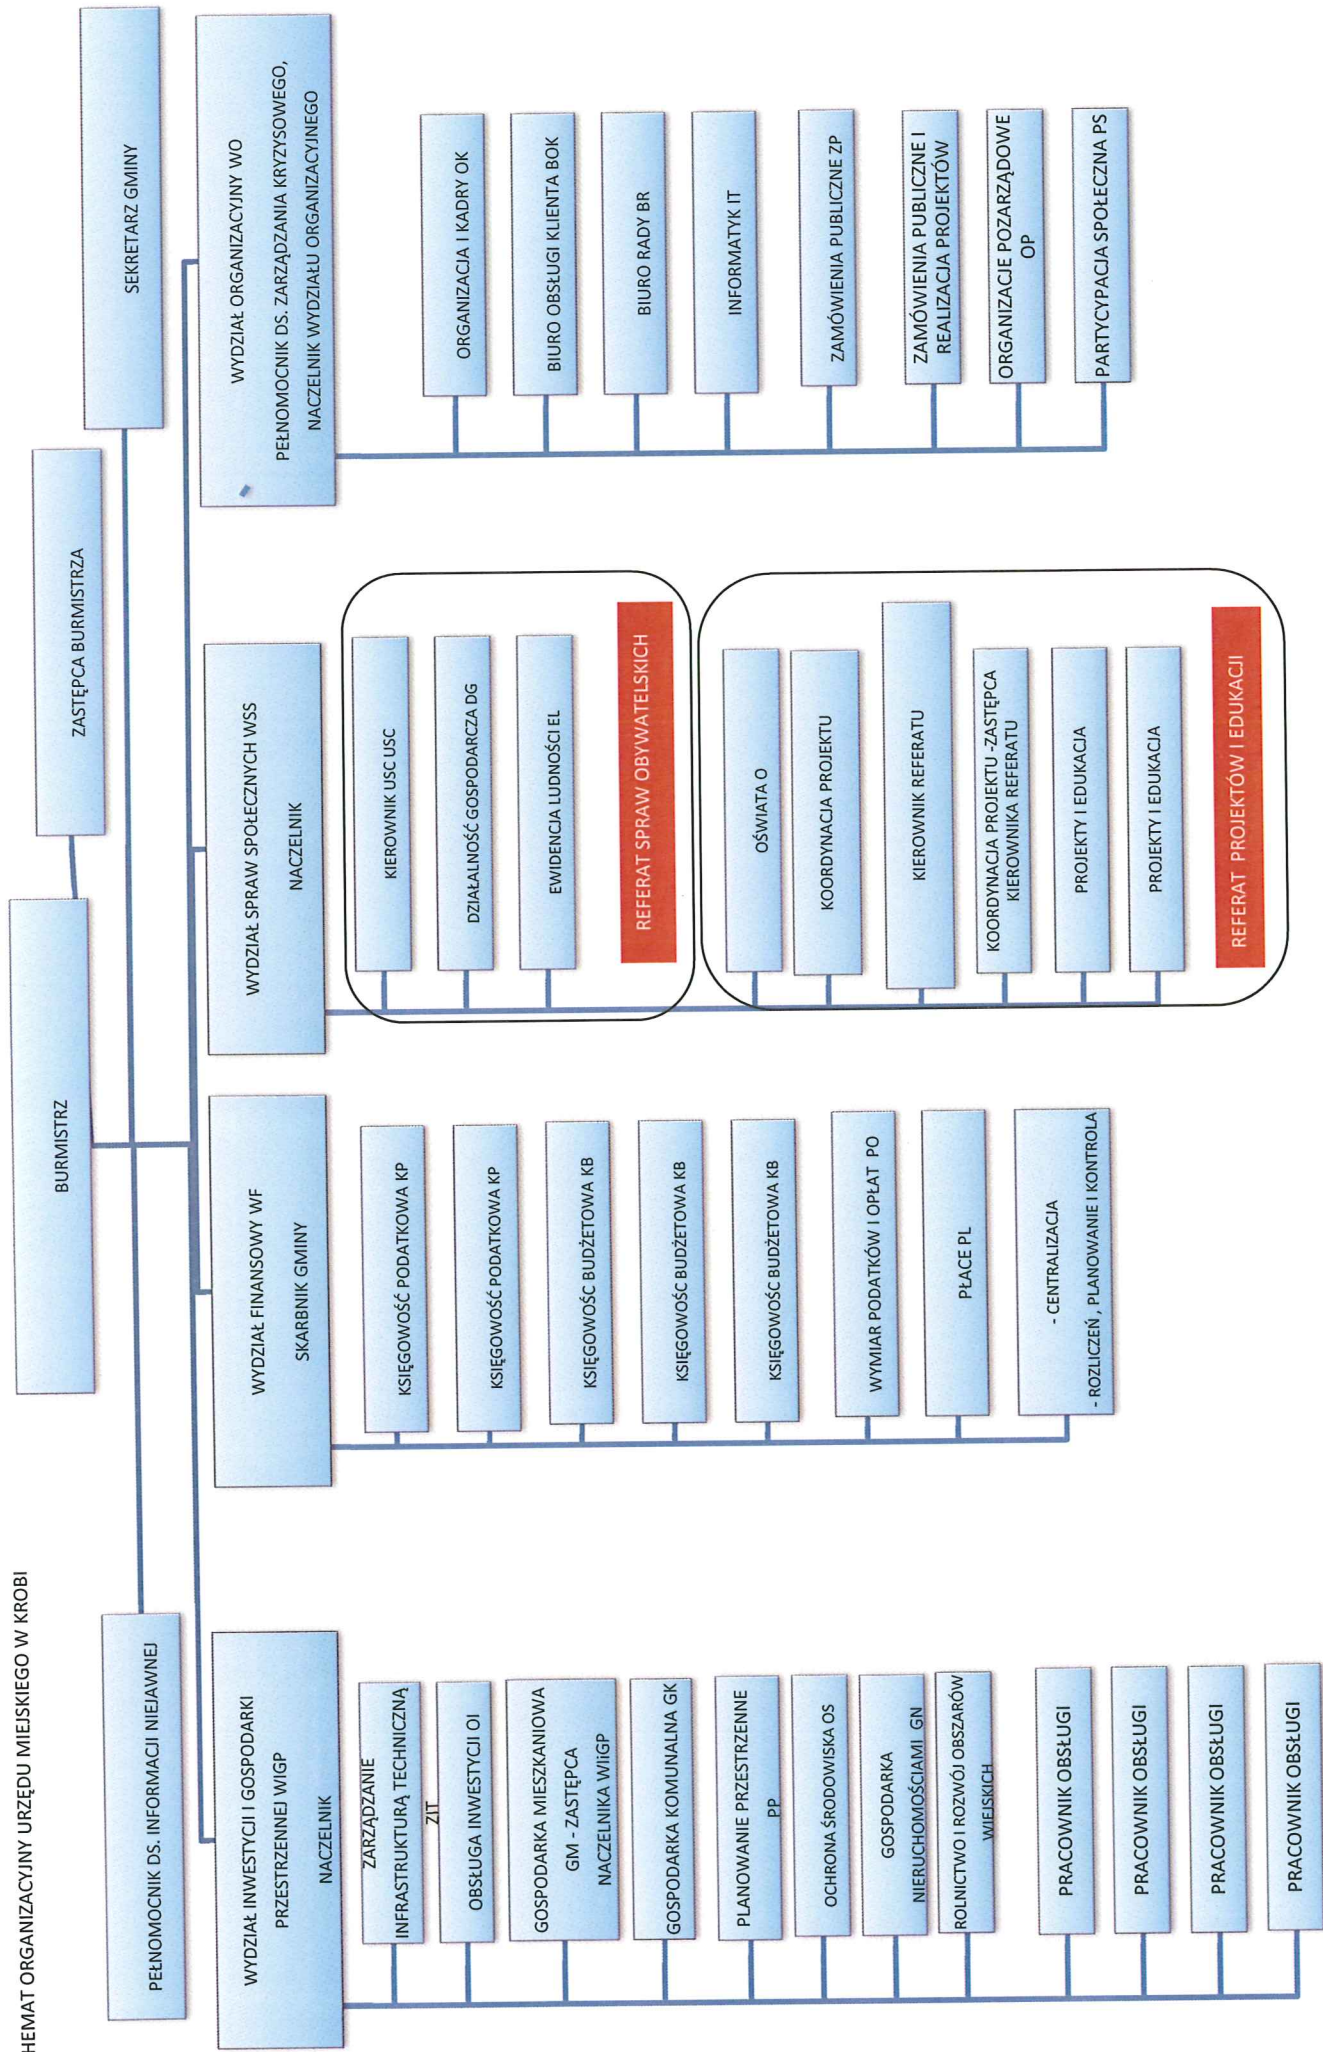 HEMAT ORGANIZACYJNY URZĘDU MIEJSKIEGO W KROBI
BURMISTRZ
ZASTĘPCA BURMISTRZA
SEKRETARZ GMINY
PEŁNOMOCNIK DS. INFORMACJI NIEJAWNEJ
WYDZIAŁ INWESTYCJI I GOSPODARKI
PRZESTRZENNEJ WIGP
NACZELNIK
ZARZĄDZANIE
INFRASTRUKTURĄ TECHNICZNĄ
ZIT
OBSŁUGA INWESTYCJI OI
GOSPODARKA MIESZKANIOWA
GM - ZASTĘPCA
NACZELNIKA WIiGP
GOSPODARKA KOMUNALNA GK
PLANOWANIE PRZESTRZENNE
PP
OCHRONA ŚRODOWISKA OS
GOSPODARKA
NIERUCHOMOŚCIAMI GN
ROLNICTWO I ROZWÓJ OBSZARÓW
WIEJSKICH
PRACOWNIK OBSŁUGI
PRACOWNIK OBSŁUGI
PRACOWNIK OBSŁUGI
PRACOWNIK OBSŁUGI
WYDZIAŁ FINANSOWY WF
SKARBNIK GMINY
KSIĘGOWOŚĆ PODATKOWA KP
KSIĘGOWOŚĆ PODATKOWA KP
KSIĘGOWOŚC BUDŻETOWA KB
KSIĘGOWOŚC BUDŻETOWA KB
KSIĘGOWOŚC BUDŻETOWA KB
WYMIAR PODATKÓW I OPŁAT PO
PŁACE PL
- CENTRALIZACJA
- ROZLICZEŃ , PLANOWANIE I KONTROLA
WYDZIAŁ SPRAW SPOŁECZNYCH WSS
NACZELNIK
KIEROWNIK USC USC
DZIAŁALNOŚĆ GOSPODARCZA DG
EWIDENCJA LUDNOŚCI EL
REFERAT SPRAW OBYWATELSKICH
OŚWIATA O
KOORDYNACJA PROJEKTU
KIEROWNIK REFERATU
KOORDYNACJA PROJEKTU -ZASTĘPCA
KIEROWNIKA REFERATU
PROJEKTY I EDUKACJA
PROJEKTY I EDUKACJA
REFERAT PROJEKTÓW I EDUKACJI
WYDZIAŁ ORGANIZACYJNY WO
PEŁNOMOCNIK DS. ZARZĄDZANIA KRYZYSOWEGO,
NACZELNIK WYDZIAŁU ORGANIZACYJNEGO
ORGANIZACJA I KADRY OK
BIURO OBSŁUGI KLIENTA BOK
BIURO RADY BR
INFORMATYK IT
ZAMÓWIENIA PUBLICZNE ZP
ZAMÓWIENIA PUBLICZNE I
REALIZACJA PROJEKTÓW
ORGANIZACJE POZARZĄDOWE
OP
PARTYCYPACJA SPOŁECZNA PS